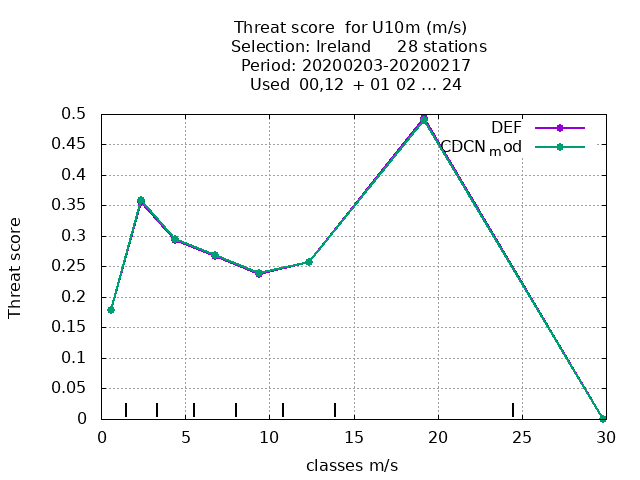 Threat score  for U10m (m/s)
Selection: Ireland     28 stations
Period: 20200203-20200217
Used  00,12  + 01 02 ... 24
DEF
CDCN_mod
Threat score
0.5
0.45
0.4
0.35
0.3
0.25
0.2
0.15
0.1
0.05
0
0 5 10 15 20 25 30
classes m/s